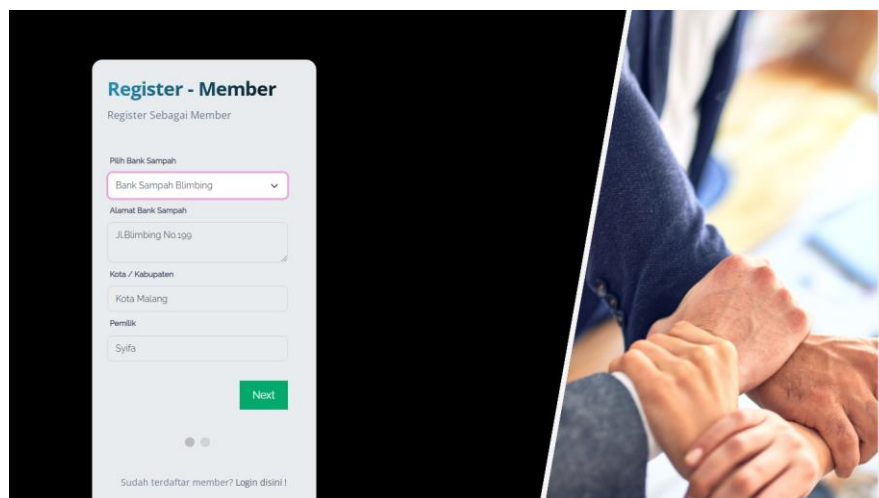 Register - Member
Register Sebagai Member
Pilih Bank Sampah
Bank Sampah Blimbing
Alamat Bank Sampah
Jl.Blimbing No.199
Kota / Kabupaten
Kota Malang
Pemilik
Syifa
Next
Sudah terdaftar member? Login disini !